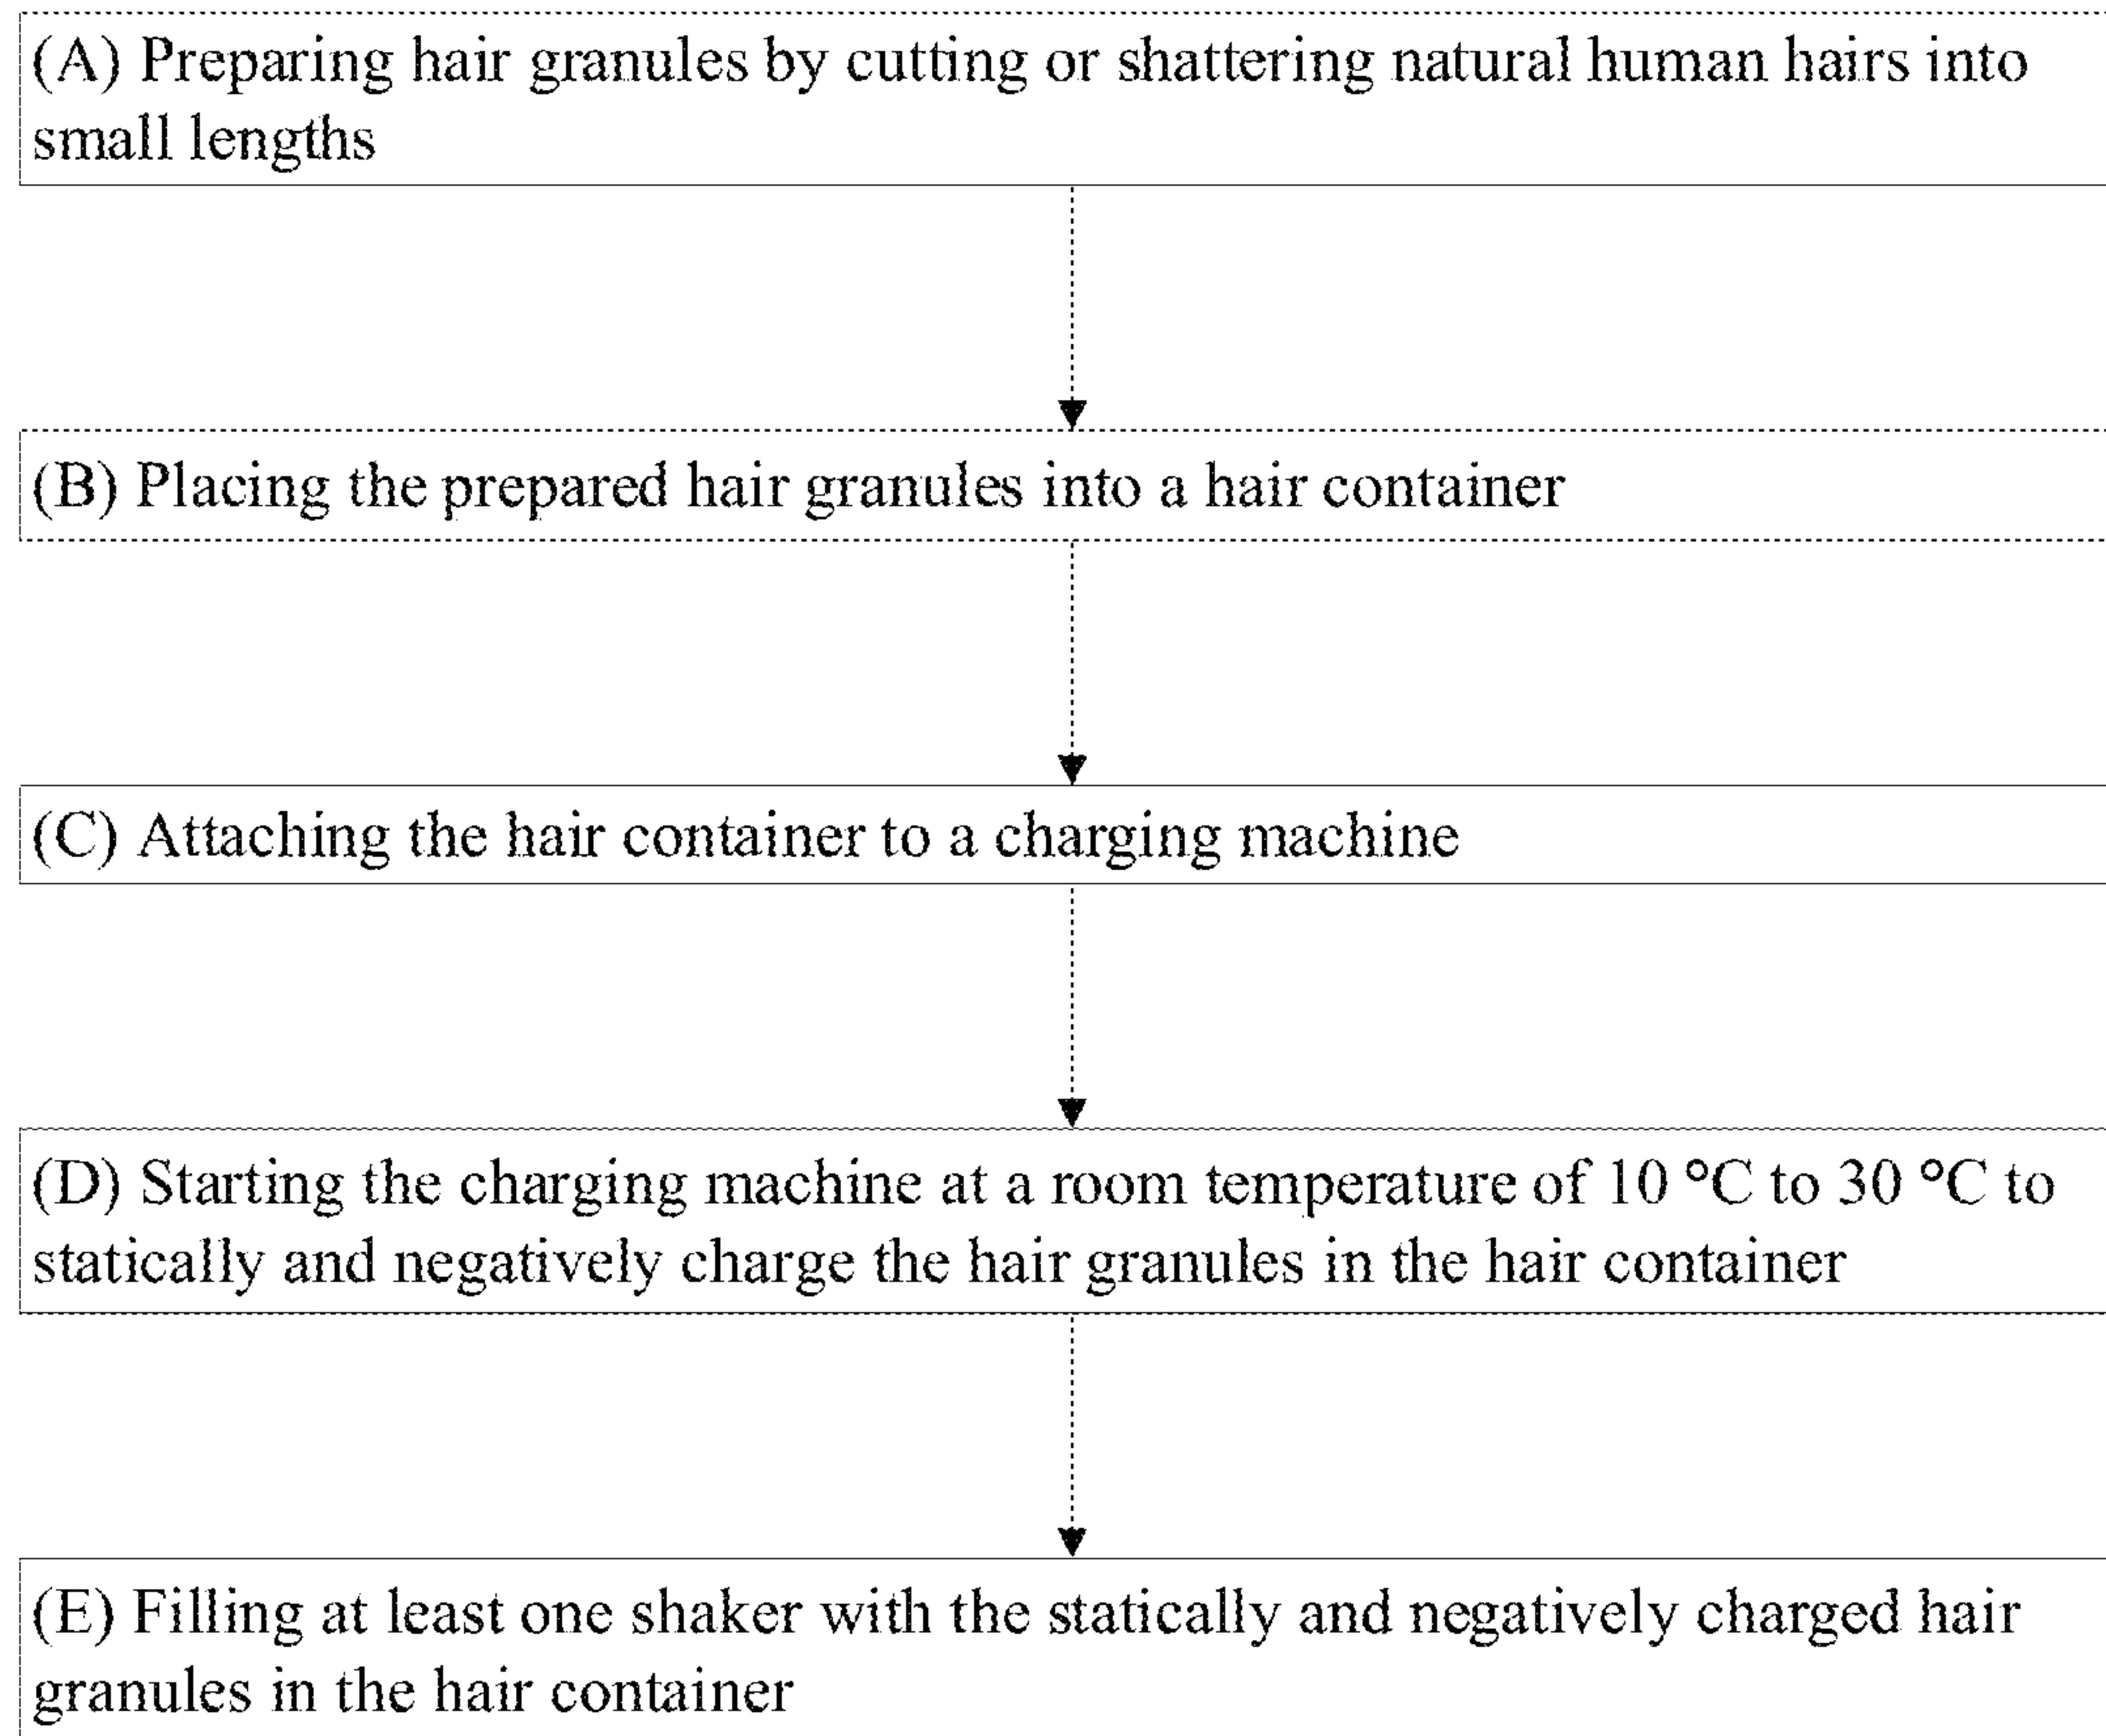 (A) Preparing hair granules by cutting or shattering natural human hairs into
small lengths
(B) Placing the prepared hair granules into a hair container
(C) Attaching the hair container to a charging machine
(D) Starting the charging machine at a room temperature of 10 °C to 30 °C to
statically and negatively charge the hair granules in the hair container
(E) Filling at least one shaker with the statically and negatively charged hair
granules in the hair container